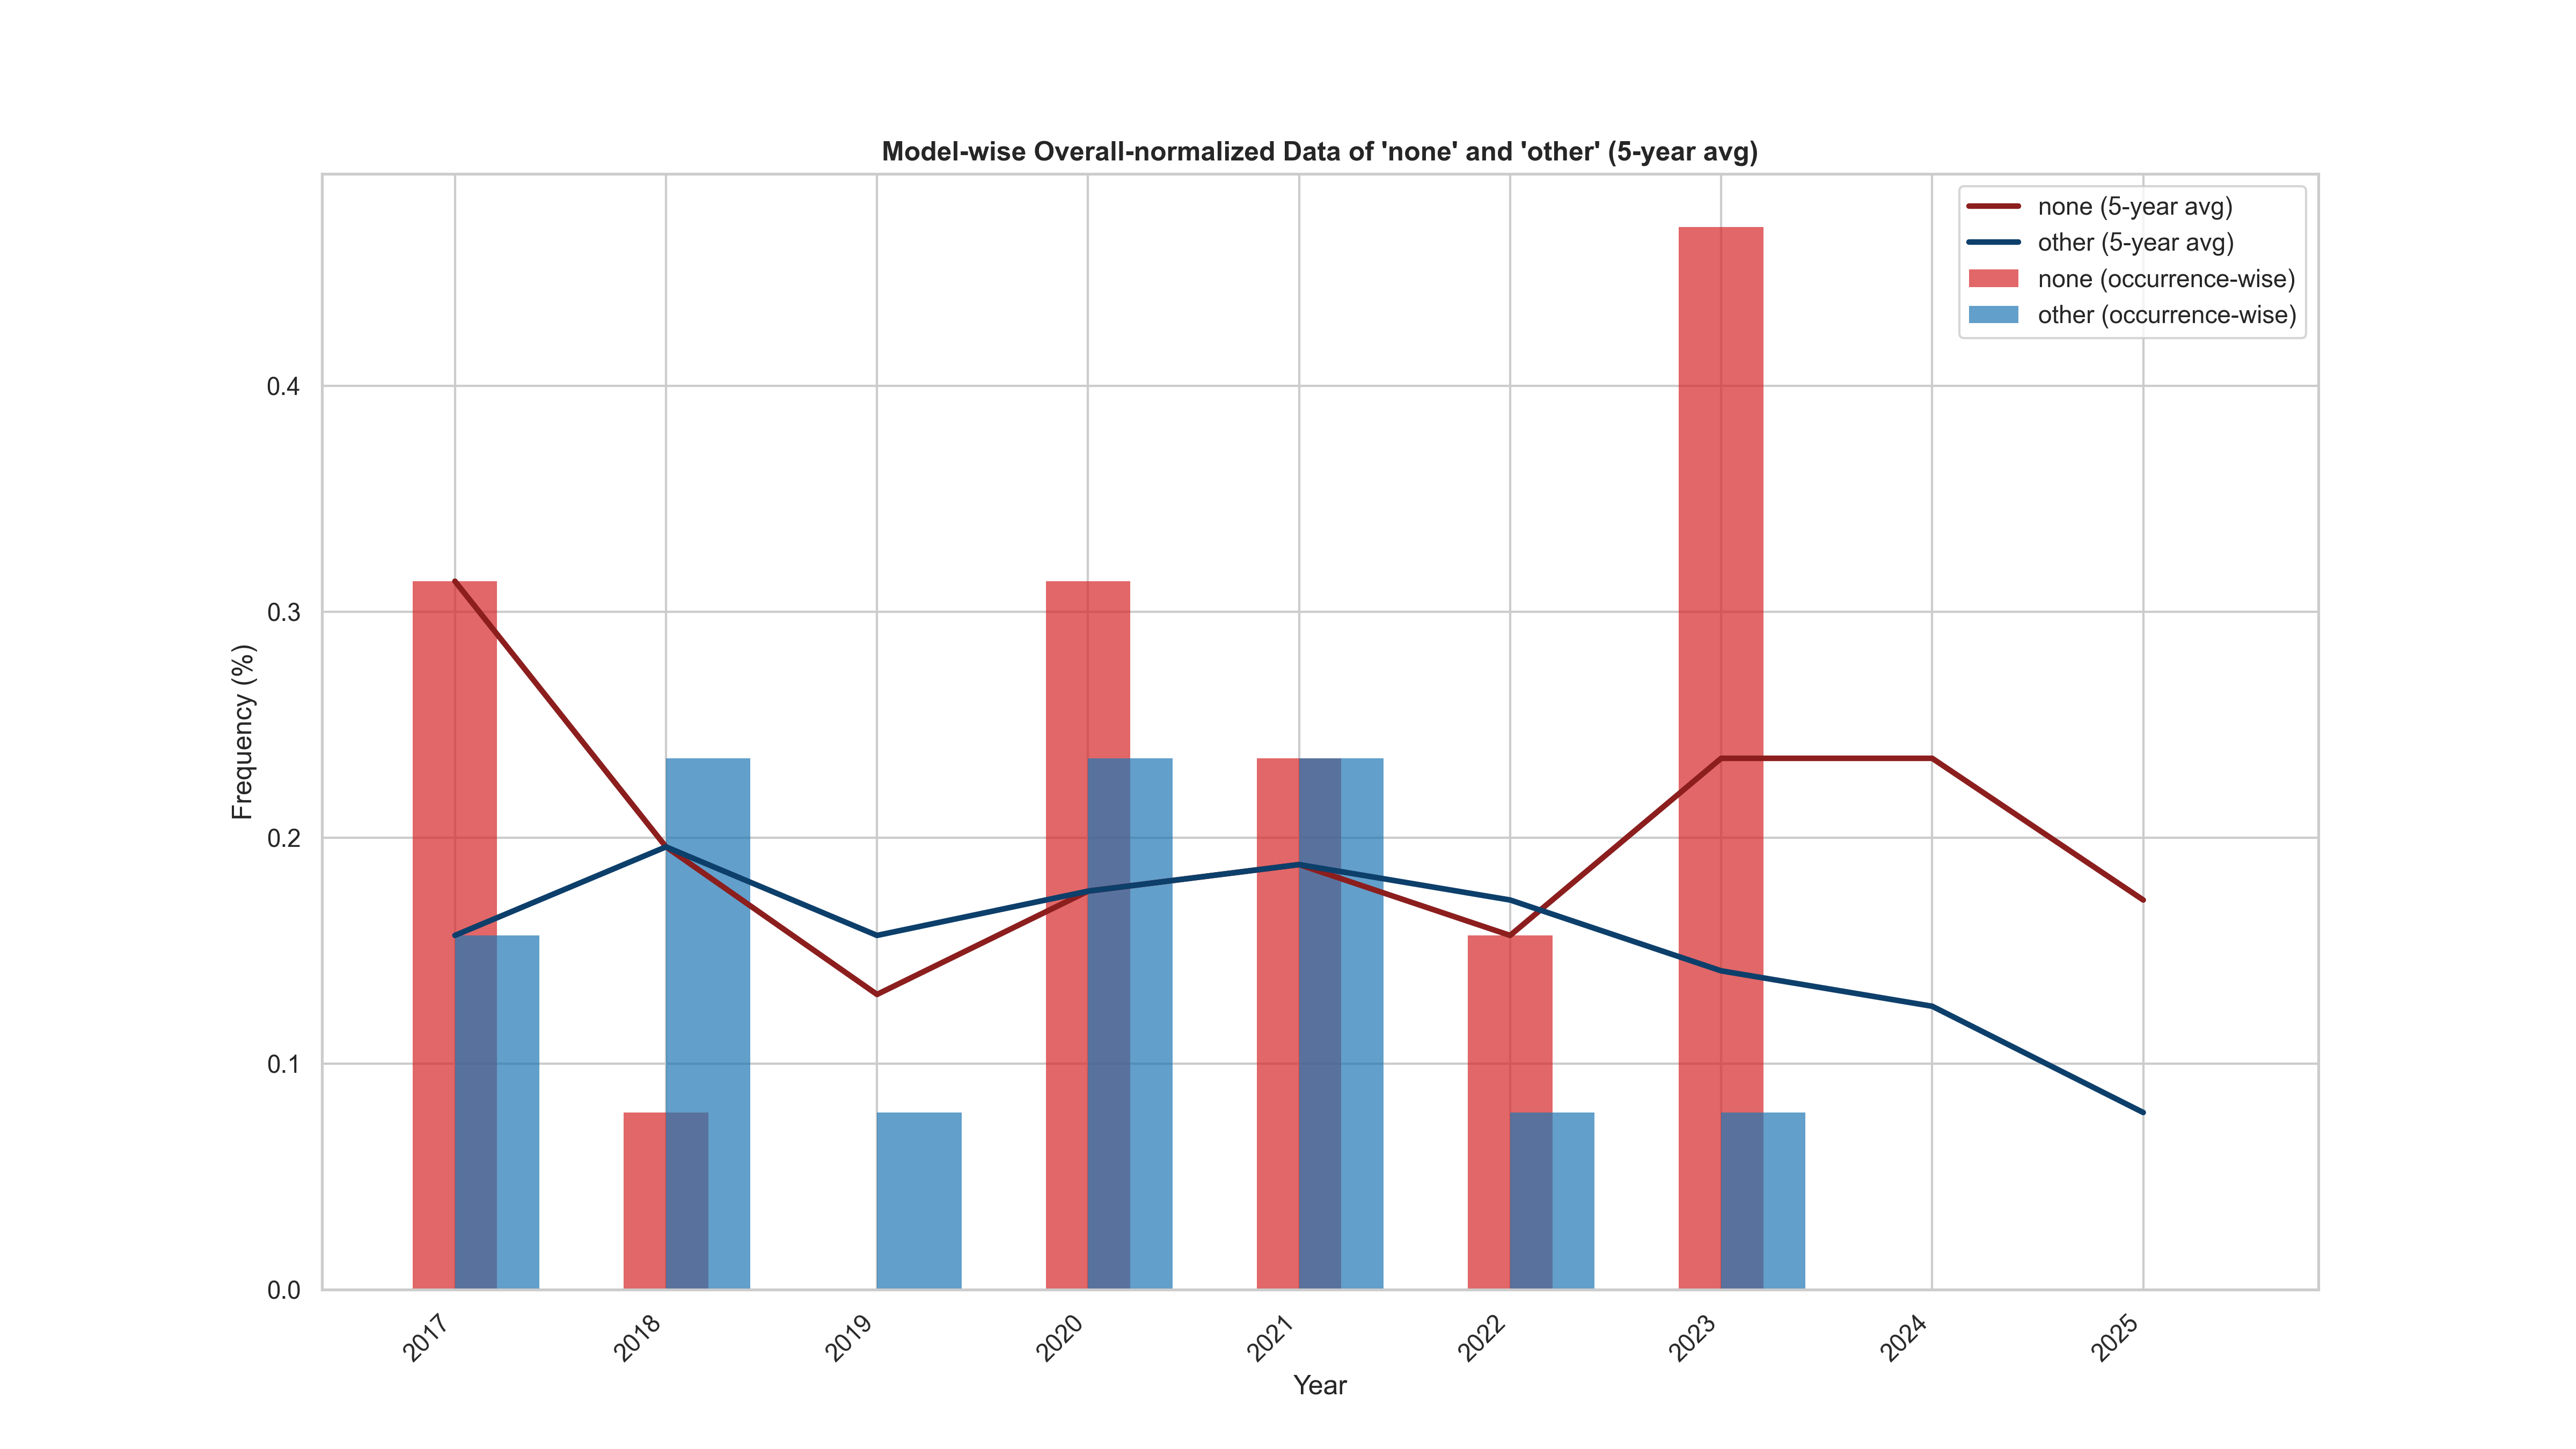 Model-wise Overall-normalized Data of 'none' and 'other' (5-year avg)
none (5-year avg)
other (5-year avg)
none (occurrence-wise)
other (occurrence-wise)
Frequency (%)
0.4
0.3
0.2
0.1
0.0
2017
2018
2019
2020
2021
2022
2023
2024
2025
Year